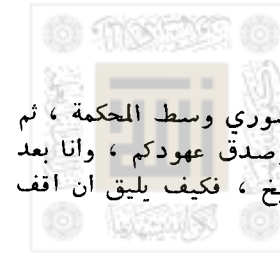 سوري وسط المحكمة ، ثم
صدق عهودكم ، وانا بعد
خ ، فكيف يليق ان اقف